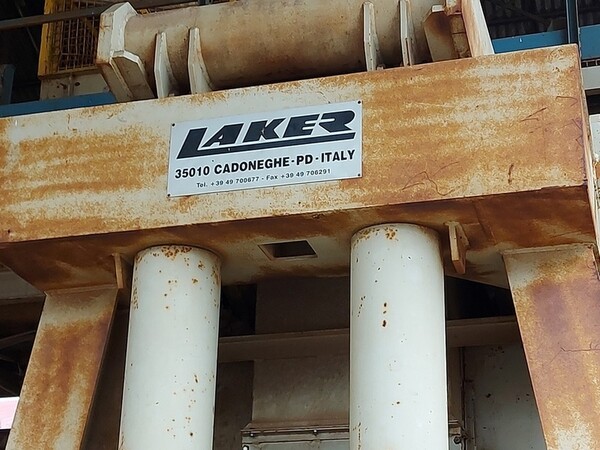 LAKER
35010 CADONEGHE-PD-ITALY
Tel. +39 49 700677 - Fax +39 49 706291